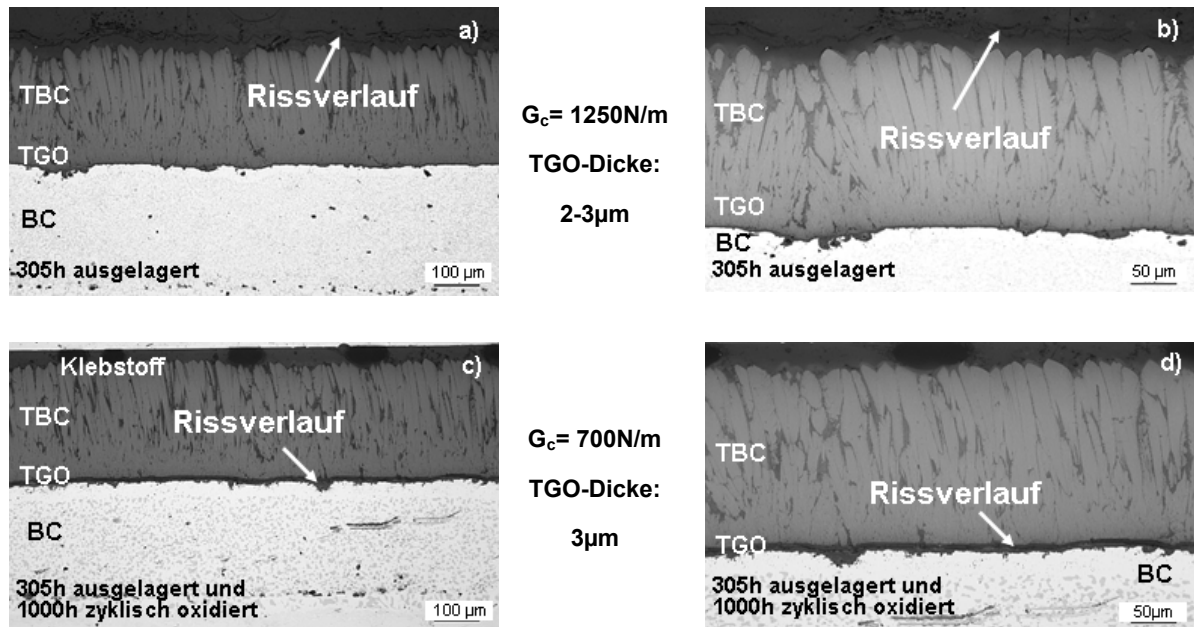 a)
TBC
Rissverlauf
TGO
BC
305h ausgelagert
100 µm
G_c= 1250N/m
TGO-Dicke:
2-3µm
b)
TBC
Rissverlauf
TGO
BC
305h ausgelagert
50 µm
Klebstoff
c)
TBC
Rissverlauf
TGO
BC
305h ausgelagert und
1000h zyklisch oxidiert
100 µm
G_c= 700N/m
TGO-Dicke:
3µm
d)
TBC
Rissverlauf
TGO
BC
305h ausgelagert und
1000h zyklisch oxidiert
50µm